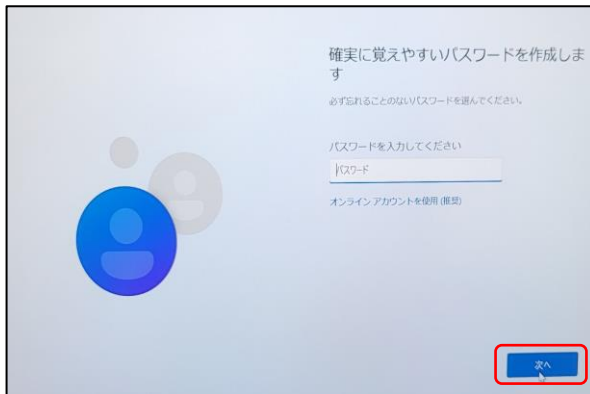 確実に覚えやすいパスワードを作成しま
す
必ず忘れることのないパスワードを選んでください。
パスワードを入力してください
パスワード
オンライン アカウントを使用 (推奨)
次へ